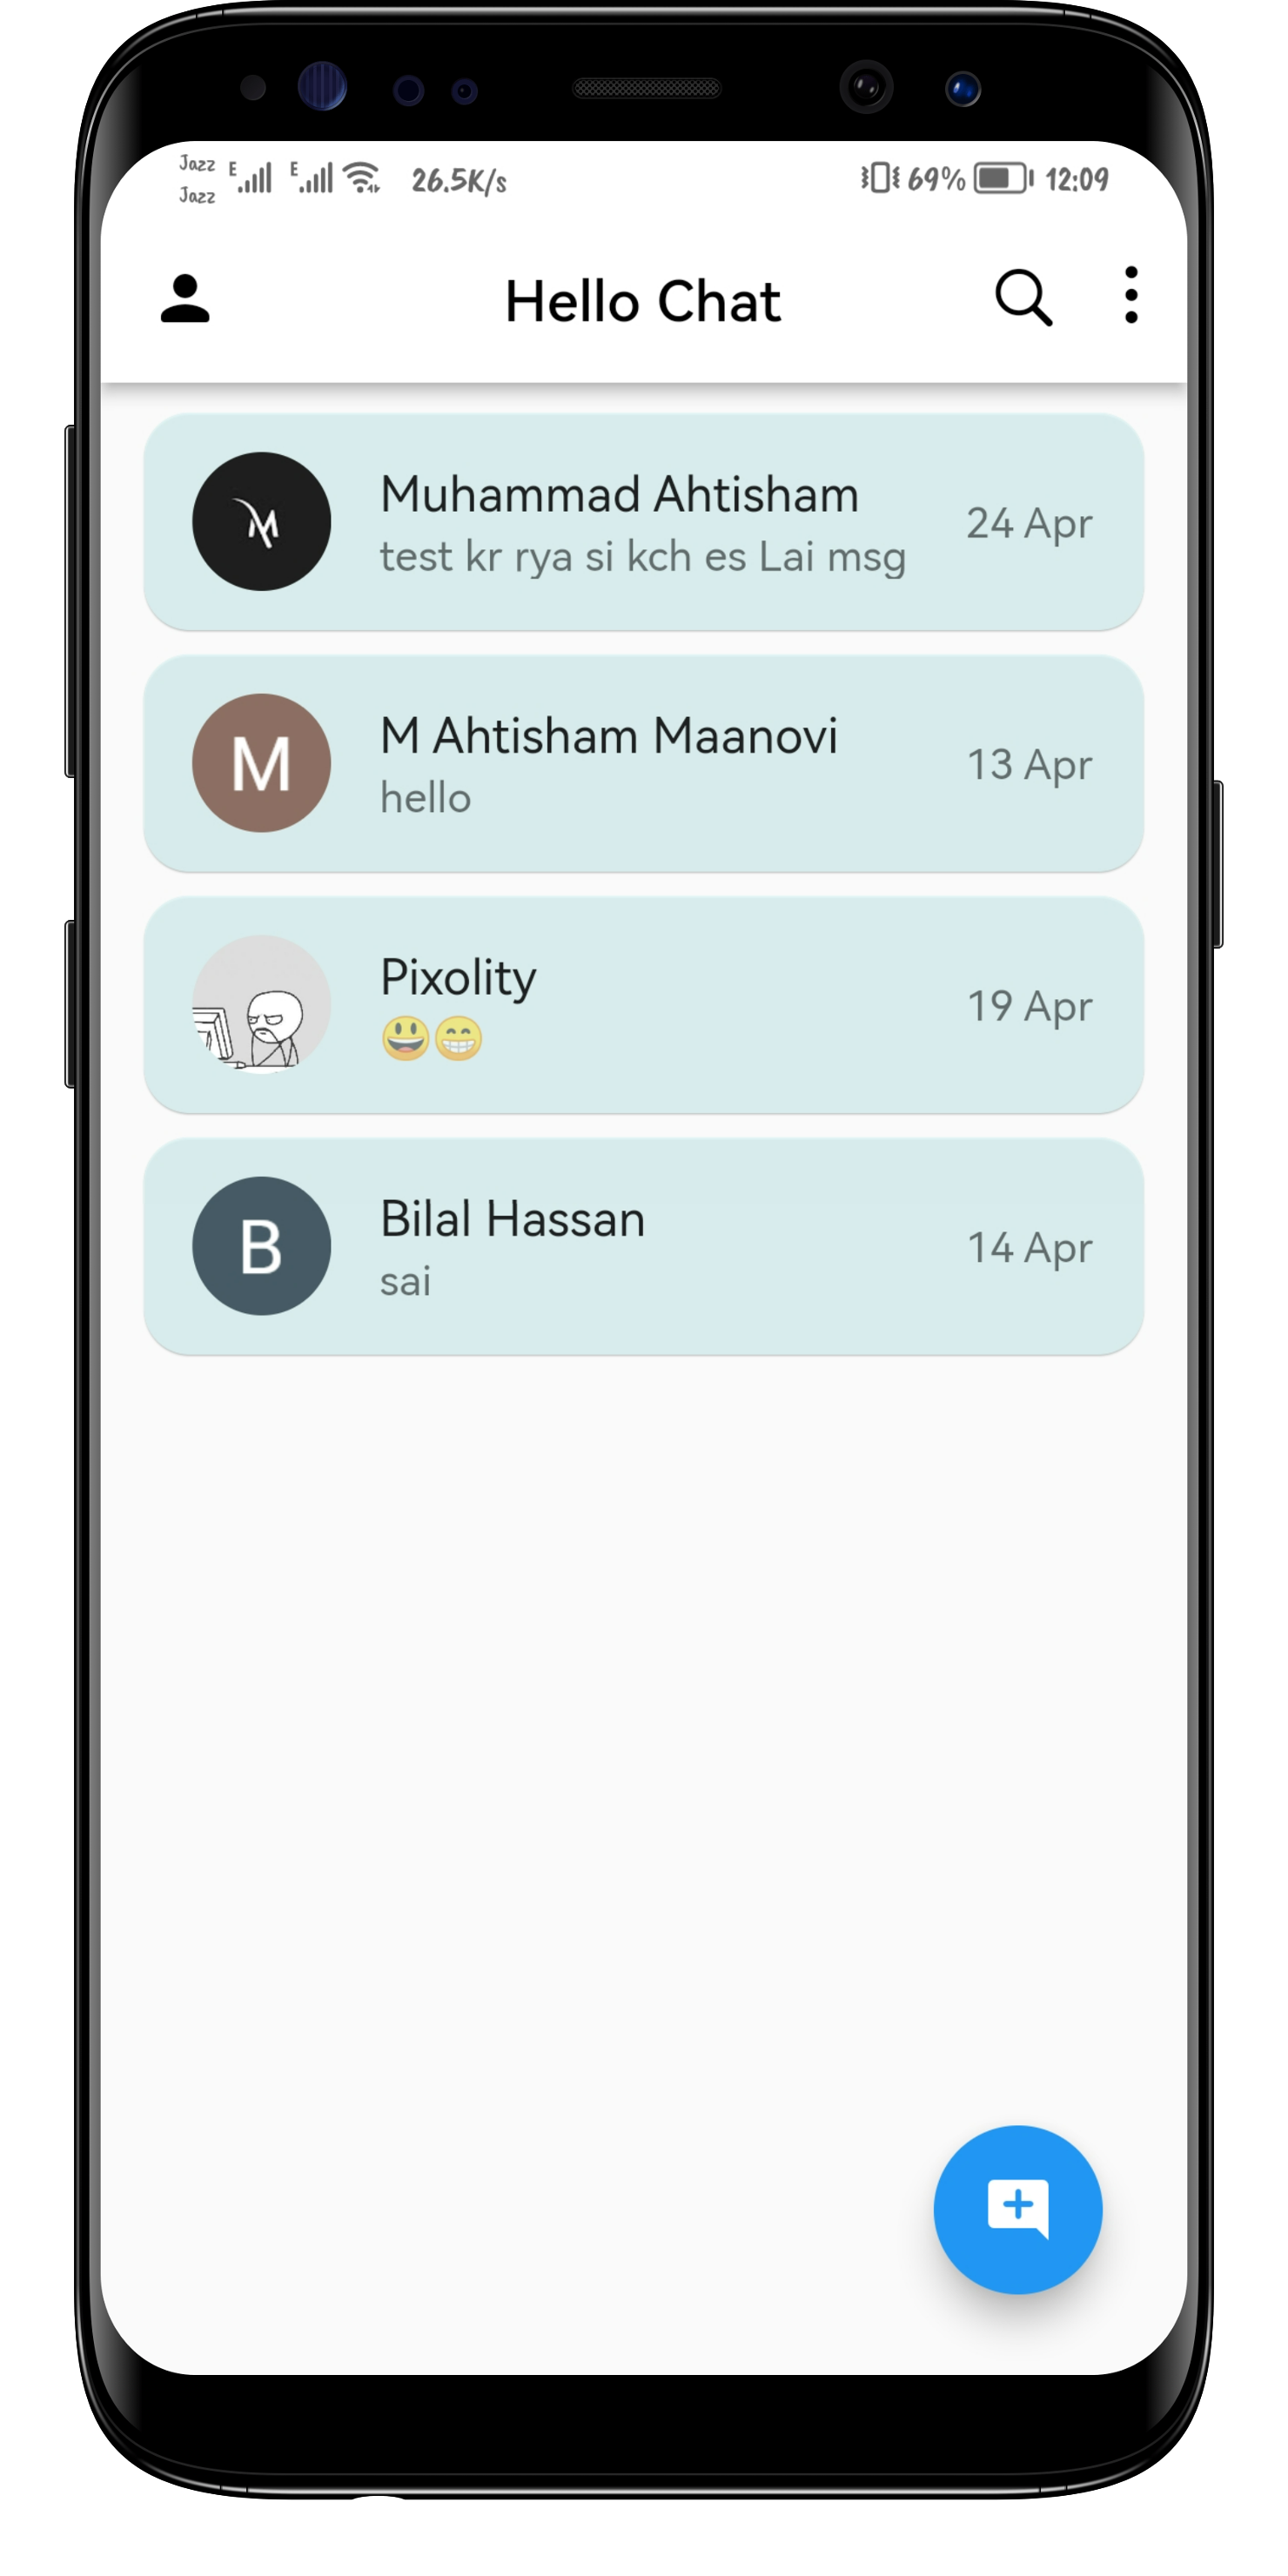 Jazz E E 26.5K/s 69% 12:09
Jazz
Hello Chat
Muhammad Ahtisham
test kr rya si kch es Lai msg
24 Apr
M
M Ahtisham Maanovi
hello
13 Apr
Pixolity
😃😁
19 Apr
B
Bilal Hassan
sai
14 Apr